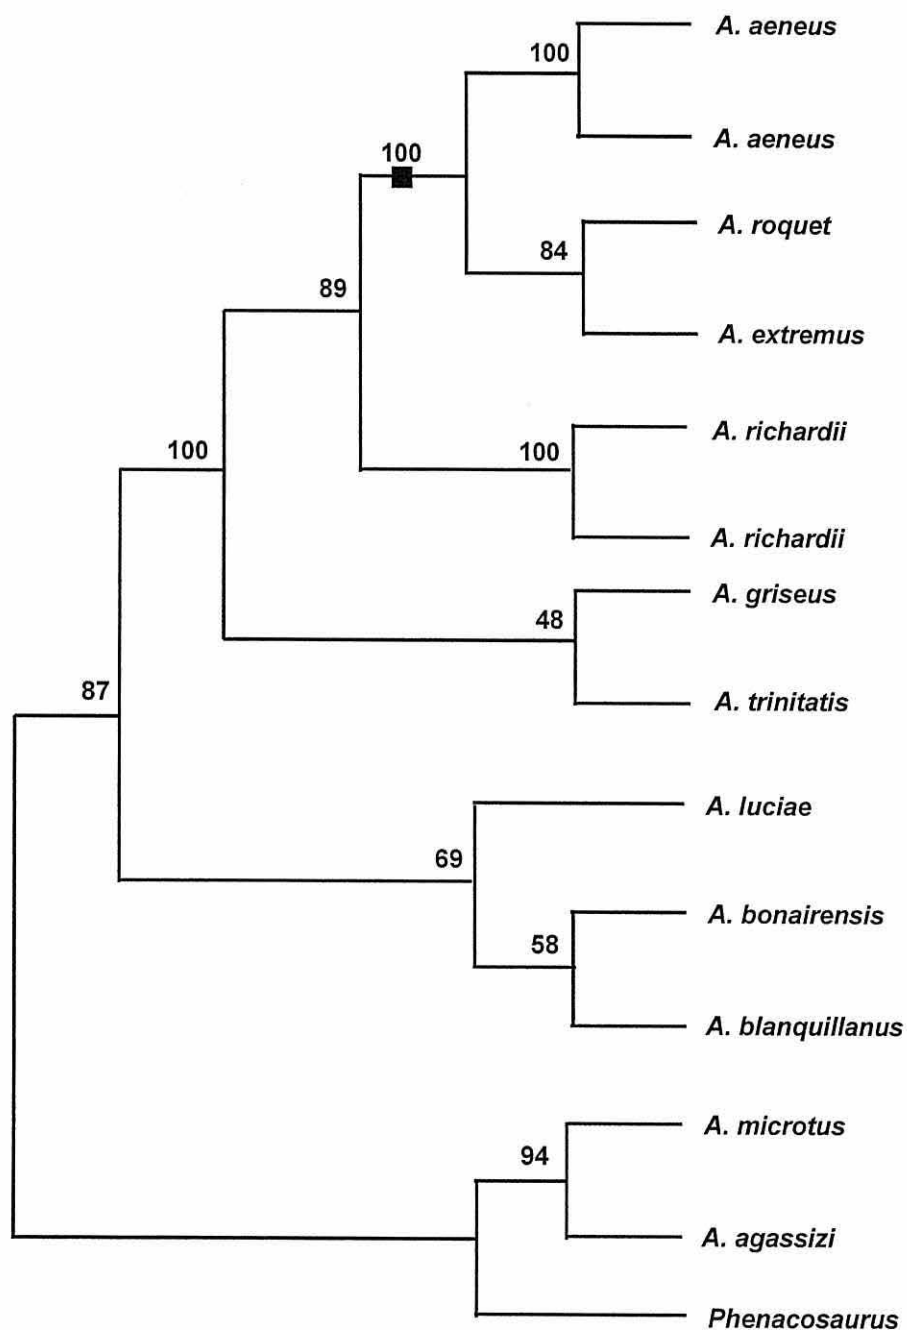 A. aeneus
100
A. aeneus
100
A. roquet
84
A. extremus
89
A. richardii
100
100
A. richardii
A. griseus
48
A. trinitatis
87
A. luciae
69
A. bonairensis
58
A. blanquillanus
A. microtus
94
A. agassizi
Phenacosaurus